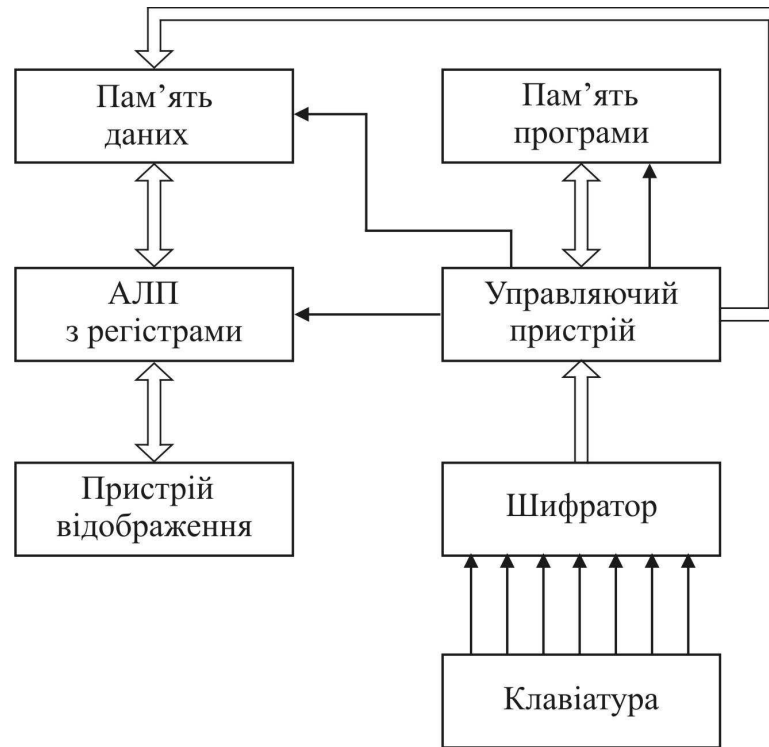 Пам’ять
даних
Пам’ять
програми
АЛП
з регістрами
Управляючий
пристрій
Пристрій
відображення
Шифратор
Клавіатура